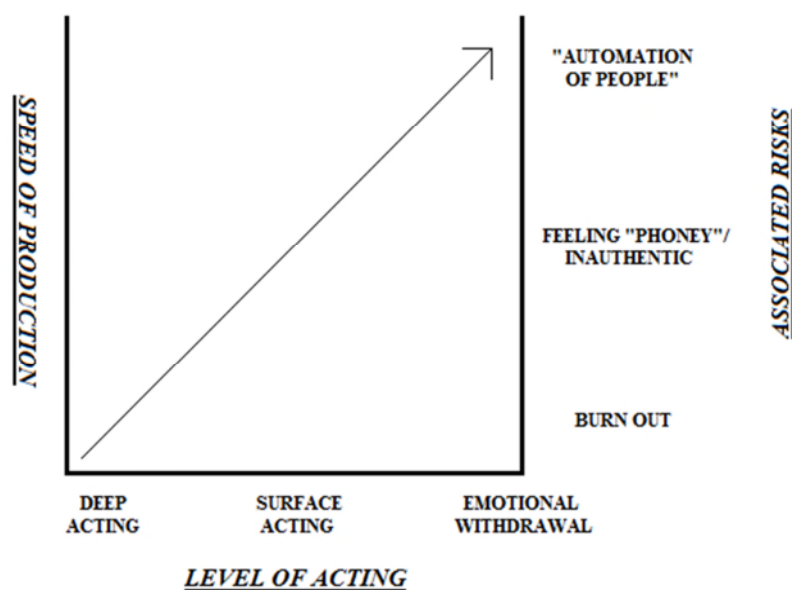 SPEED OF PRODUCTION
"AUTOMATION
OF PEOPLE"
FEELING "PHONEY"/
INAUTHENTIC
BURN OUT
ASSOCIATED RISKS
DEEP
ACTING
SURFACE
ACTING
EMOTIONAL
WITHDRAWAL
LEVEL OF ACTING